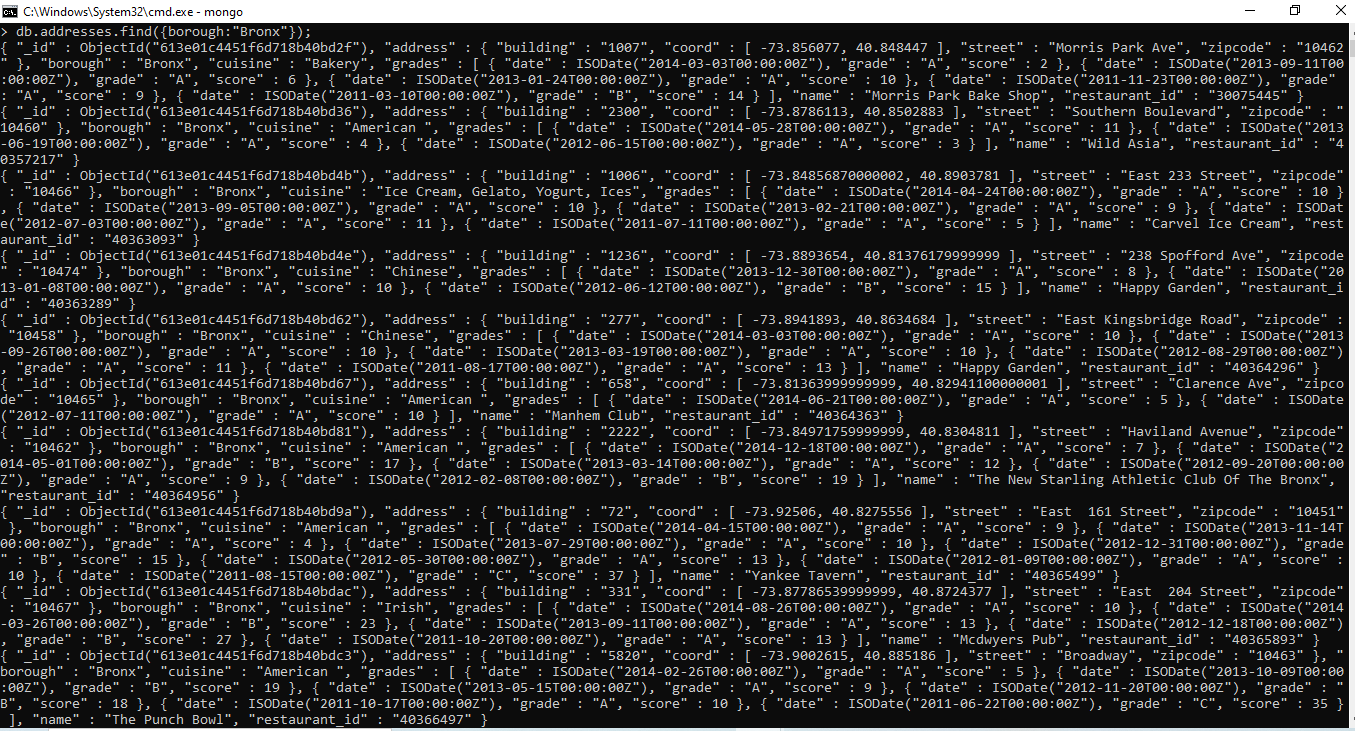 C:\Windows\System32\cmd.exe - mongo
> db.addresses.find({borough:"Bronx"});
{ "_id" : ObjectId("613e01c4451f6d718b40bd2f"), "address" : { "building" : "1007", "coord" : [ -73.856077, 40.848447 ], "street" : "Morris Park Ave", "zipcode" : "10462
" }, "borough" : "Bronx", "cuisine" : "Bakery", "grades" : [ { "date" : ISODate("2014-03-03T00:00:00Z"), "grade" : "A", "score" : 2 }, { "date" : ISODate("2013-09-11T00
:00:00Z"), "grade" : "A", "score" : 6 }, { "date" : ISODate("2013-01-24T00:00:00Z"), "grade" : "A", "score" : 10 }, { "date" : ISODate("2011-11-23T00:00:00Z"), "grade"
: "A", "score" : 9 }, { "date" : ISODate("2011-03-10T00:00:00Z"), "grade" : "B", "score" : 14 } ], "name" : "Morris Park Bake Shop", "restaurant_id" : "30075445" }
{ "_id" : ObjectId("613e01c4451f6d718b40bd36"), "address" : { "building" : "2300", "coord" : [ -73.8786113, 40.8502883 ], "street" : "Southern Boulevard", "zipcode" : "
10460" }, "borough" : "Bronx", "cuisine" : "American ", "grades" : [ { "date" : ISODate("2014-05-28T00:00:00Z"), "grade" : "A", "score" : 11 }, { "date" : ISODate("2013
-06-19T00:00:00Z"), "grade" : "A", "score" : 4 }, { "date" : ISODate("2012-06-15T00:00:00Z"), "grade" : "A", "score" : 3 } ], "name" : "Wild Asia", "restaurant_id" : "4
0357217" }
{ "_id" : ObjectId("613e01c4451f6d718b40bd4b"), "address" : { "building" : "1006", "coord" : [ -73.84856870000002, 40.8903781 ], "street" : "East 233 Street", "zipcode"
 : "10466" }, "borough" : "Bronx", "cuisine" : "Ice Cream, Gelato, Yogurt, Ices", "grades" : [ { "date" : ISODate("2014-04-24T00:00:00Z"), "grade" : "A", "score" : 10 }
, { "date" : ISODate("2013-09-05T00:00:00Z"), "grade" : "A", "score" : 10 }, { "date" : ISODate("2013-02-21T00:00:00Z"), "grade" : "A", "score" : 9 }, { "date" : ISODat
e("2012-07-03T00:00:00Z"), "grade" : "A", "score" : 11 }, { "date" : ISODate("2011-07-11T00:00:00Z"), "grade" : "A", "score" : 5 } ], "name" : "Carvel Ice Cream", "rest
aurant_id" : "40363093" }
{ "_id" : ObjectId("613e01c4451f6d718b40bd4e"), "address" : { "building" : "1236", "coord" : [ -73.8893654, 40.81376179999999 ], "street" : "238 Spofford Ave", "zipcode
" : "10474" }, "borough" : "Bronx", "cuisine" : "Chinese", "grades" : [ { "date" : ISODate("2013-12-30T00:00:00Z"), "grade" : "A", "score" : 8 }, { "date" : ISODate("20
13-01-08T00:00:00Z"), "grade" : "A", "score" : 10 }, { "date" : ISODate("2012-06-12T00:00:00Z"), "grade" : "B", "score" : 15 } ], "name" : "Happy Garden", "restaurant_i
d" : "40363289" }
{ "_id" : ObjectId("613e01c4451f6d718b40bd62"), "address" : { "building" : "277", "coord" : [ -73.8941893, 40.8634684 ], "street" : "East Kingsbridge Road", "zipcode" :
 "10458" }, "borough" : "Bronx", "cuisine" : "Chinese", "grades" : [ { "date" : ISODate("2014-03-03T00:00:00Z"), "grade" : "A", "score" : 10 }, { "date" : ISODate("2013
-09-26T00:00:00Z"), "grade" : "A", "score" : 10 }, { "date" : ISODate("2013-03-19T00:00:00Z"), "grade" : "A", "score" : 10 }, { "date" : ISODate("2012-08-29T00:00:00Z")
, "grade" : "A", "score" : 11 }, { "date" : ISODate("2011-08-17T00:00:00Z"), "grade" : "A", "score" : 13 } ], "name" : "Happy Garden", "restaurant_id" : "40364296" }
{ "_id" : ObjectId("613e01c4451f6d718b40bd67"), "address" : { "building" : "658", "coord" : [ -73.81363999999999, 40.82941100000001 ], "street" : "Clarence Ave", "zipco
de" : "10465" }, "borough" : "Bronx", "cuisine" : "American ", "grades" : [ { "date" : ISODate("2014-06-21T00:00:00Z"), "grade" : "A", "score" : 5 }, { "date" : ISODate
("2012-07-11T00:00:00Z"), "grade" : "A", "score" : 10 } ], "name" : "Manhem Club", "restaurant_id" : "40364363" }
{ "_id" : ObjectId("613e01c4451f6d718b40bd81"), "address" : { "building" : "2222", "coord" : [ -73.84971759999999, 40.8304811 ], "street" : "Haviland Avenue", "zipcode"
 : "10462" }, "borough" : "Bronx", "cuisine" : "American ", "grades" : [ { "date" : ISODate("2014-12-18T00:00:00Z"), "grade" : "A", "score" : 7 }, { "date" : ISODate("2
014-05-01T00:00:00Z"), "grade" : "B", "score" : 17 }, { "date" : ISODate("2013-03-14T00:00:00Z"), "grade" : "A", "score" : 12 }, { "date" : ISODate("2012-09-20T00:00:00
Z"), "grade" : "A", "score" : 9 }, { "date" : ISODate("2012-02-08T00:00:00Z"), "grade" : "B", "score" : 19 } ], "name" : "The New Starling Athletic Club Of The Bronx",
"restaurant_id" : "40364956" }
{ "_id" : ObjectId("613e01c4451f6d718b40bd9a"), "address" : { "building" : "72", "coord" : [ -73.92506, 40.8275556 ], "street" : "East  161 Street", "zipcode" : "10451"
 }, "borough" : "Bronx", "cuisine" : "American ", "grades" : [ { "date" : ISODate("2014-04-15T00:00:00Z"), "grade" : "A", "score" : 9 }, { "date" : ISODate("2013-11-14T
00:00:00Z"), "grade" : "A", "score" : 4 }, { "date" : ISODate("2013-07-29T00:00:00Z"), "grade" : "A", "score" : 10 }, { "date" : ISODate("2012-12-31T00:00:00Z"), "grade
" : "B", "score" : 15 }, { "date" : ISODate("2012-05-30T00:00:00Z"), "grade" : "A", "score" : 13 }, { "date" : ISODate("2012-01-09T00:00:00Z"), "grade" : "A", "score" :
 10 }, { "date" : ISODate("2011-08-15T00:00:00Z"), "grade" : "C", "score" : 37 } ], "name" : "Yankee Tavern", "restaurant_id" : "40365499" }
{ "_id" : ObjectId("613e01c4451f6d718b40bdac"), "address" : { "building" : "331", "coord" : [ -73.87786539999999, 40.8724377 ], "street" : "East  204 Street", "zipcode"
 : "10467" }, "borough" : "Bronx", "cuisine" : "Irish", "grades" : [ { "date" : ISODate("2014-08-26T00:00:00Z"), "grade" : "A", "score" : 10 }, { "date" : ISODate("2014
-03-26T00:00:00Z"), "grade" : "B", "score" : 23 }, { "date" : ISODate("2013-09-11T00:00:00Z"), "grade" : "A", "score" : 13 }, { "date" : ISODate("2012-12-18T00:00:00Z")
, "grade" : "B", "score" : 27 }, { "date" : ISODate("2011-10-20T00:00:00Z"), "grade" : "A", "score" : 13 } ], "name" : "Mcdwyers Pub", "restaurant_id" : "40365893" }
{ "_id" : ObjectId("613e01c4451f6d718b40bdc3"), "address" : { "building" : "5820", "coord" : [ -73.9002615, 40.885186 ], "street" : "Broadway", "zipcode" : "10463" }, "
borough" : "Bronx", "cuisine" : "American ", "grades" : [ { "date" : ISODate("2014-02-26T00:00:00Z"), "grade" : "A", "score" : 5 }, { "date" : ISODate("2013-10-09T00:00
:00Z"), "grade" : "B", "score" : 19 }, { "date" : ISODate("2013-05-15T00:00:00Z"), "grade" : "A", "score" : 9 }, { "date" : ISODate("2012-11-20T00:00:00Z"), "grade" : "
B", "score" : 18 }, { "date" : ISODate("2011-10-17T00:00:00Z"), "grade" : "A", "score" : 10 }, { "date" : ISODate("2011-06-22T00:00:00Z"), "grade" : "C", "score" : 35 }
 ], "name" : "The Punch Bowl", "restaurant_id" : "40366497" }